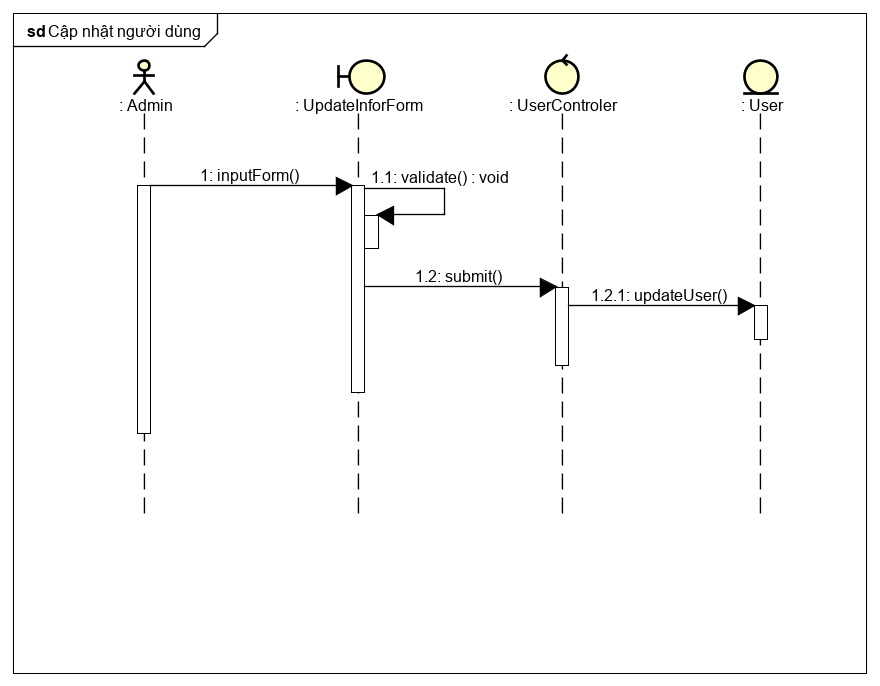 sd Cập nhật người dùng
: Admin
: UpdateInforForm
: UserControler
: User
1: inputForm()
1.1: validate() : void
1.2: submit()
1.2.1: updateUser()